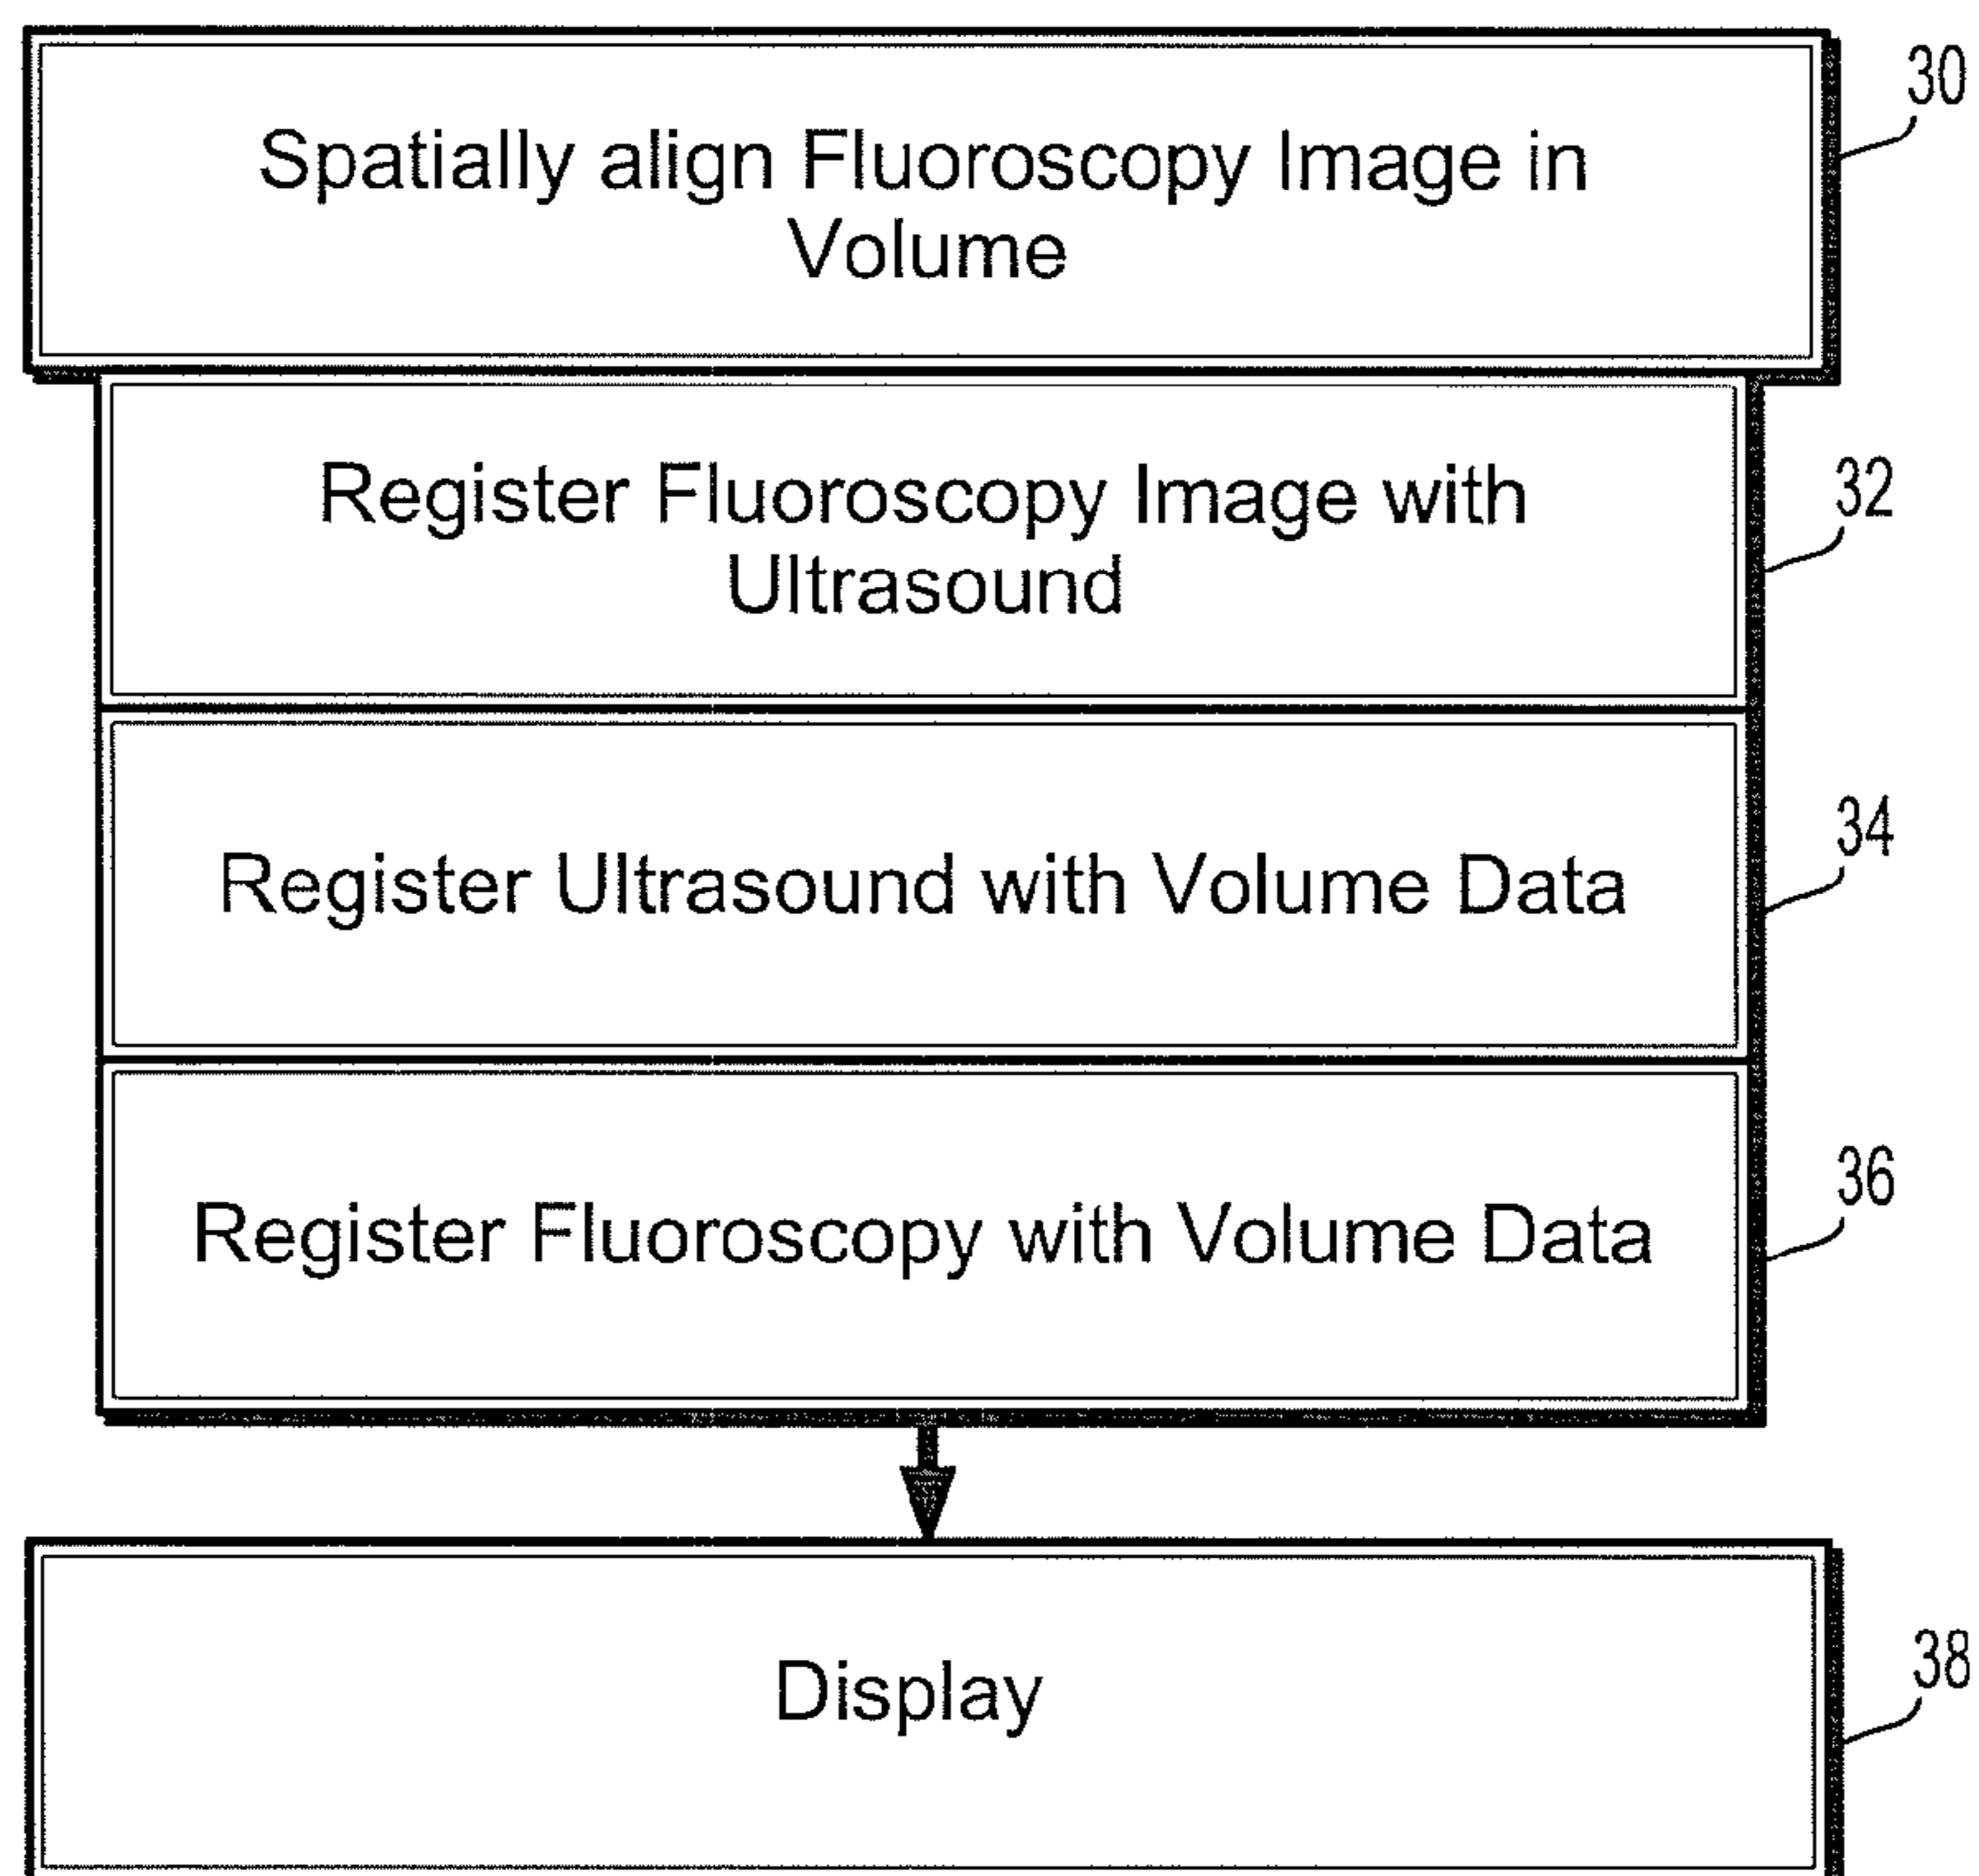 30
Spatially align Fluoroscopy Image in
Volume
32
Register Fluoroscopy Image with
Ultrasound
34
Register Ultrasound with Volume Data
36
Register Fluoroscopy with Volume Data
38
Display